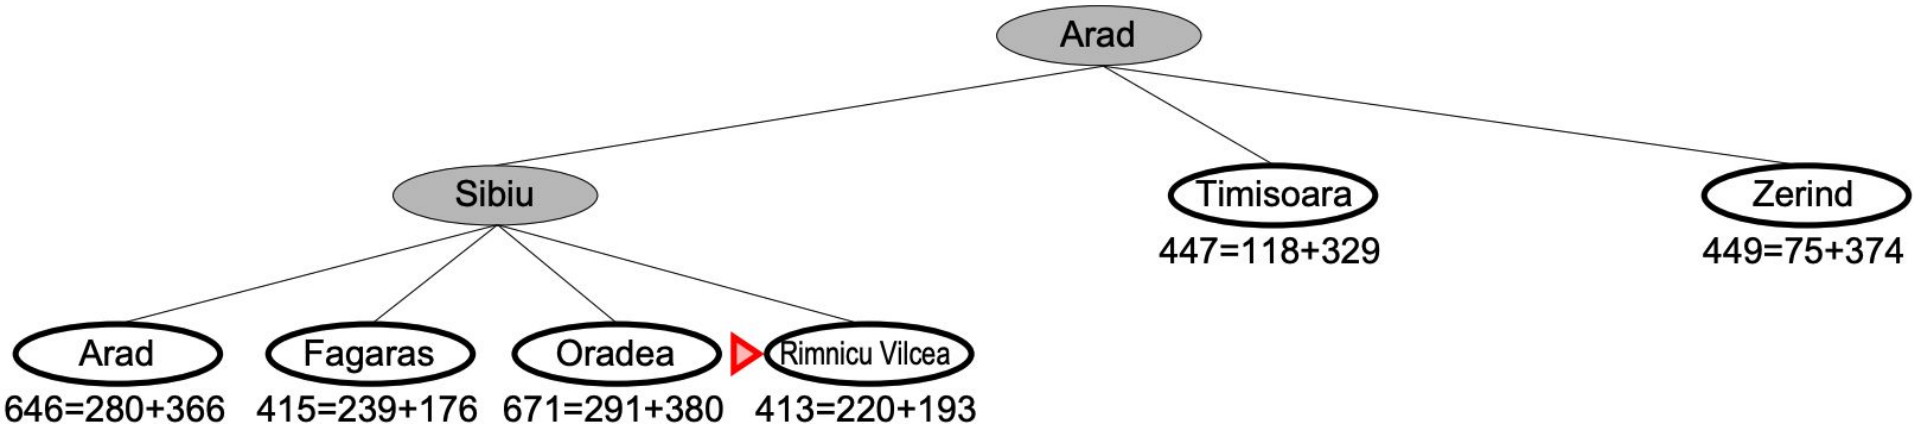 Arad
Sibiu
Timisoara
Zerind
447=118+329
449=75+374
Arad
Fagaras
Oradea
Rimnicu Vilcea
646=280+366
415=239+176
671=291+380
413=220+193